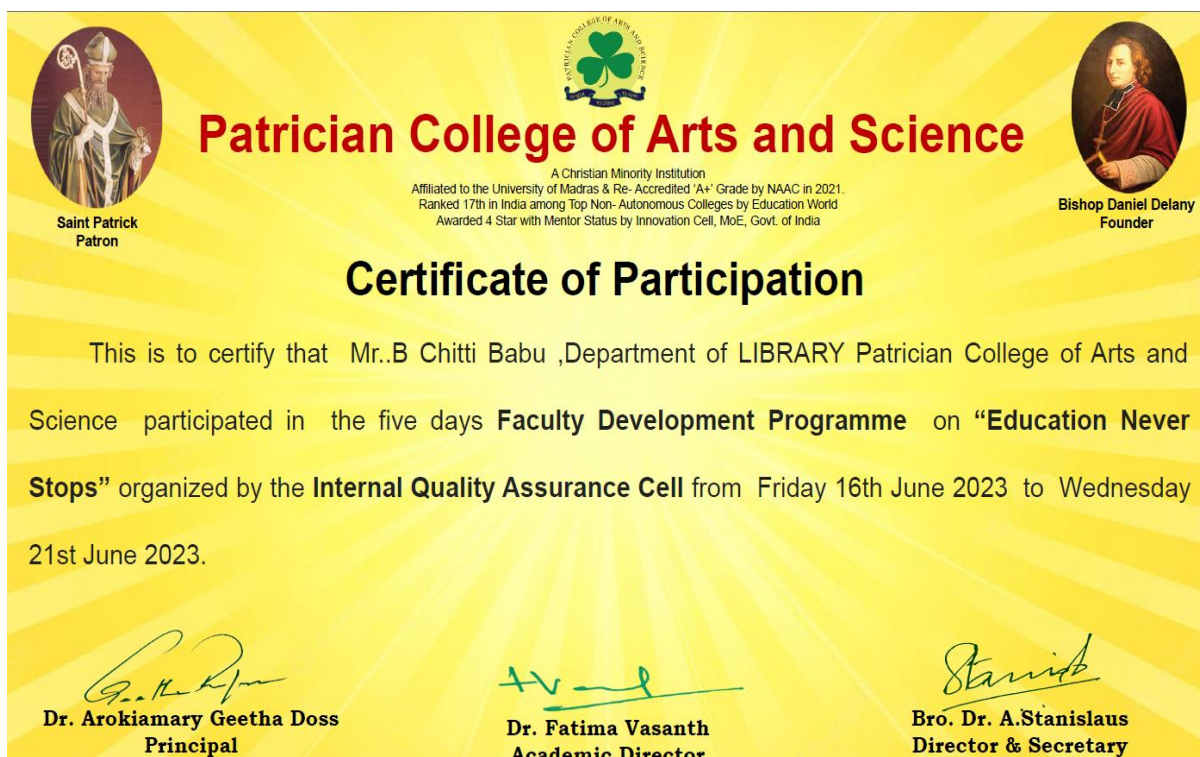 PATRICIAN COLLEGE OF ARTS AND SCIENCE
Patrician College of Arts and Science
A Christian Minority Institution
Affiliated to the University of Madras & Re- Accredited ‘A+’ Grade by NAAC in 2021.
Ranked 17th in India among Top Non- Autonomous Colleges by Education World
Awarded 4 Star with Mentor Status by Innovation Cell, MoE, Govt. of India
Saint Patrick
Patron
Bishop Daniel Delany
Founder
Certificate of Participation
This is to certify that Mr..B Chitti Babu ,Department of LIBRARY Patrician College of Arts and
Science participated in the five days Faculty Development Programme on “Education Never
Stops” organized by the Internal Quality Assurance Cell from Friday 16th June 2023 to Wednesday
21st June 2023.
Dr. Arokiamary Geetha Doss
Principal
Dr. Fatima Vasanth
Academic Director
Bro. Dr. A.Stanislaus
Director & Secretary